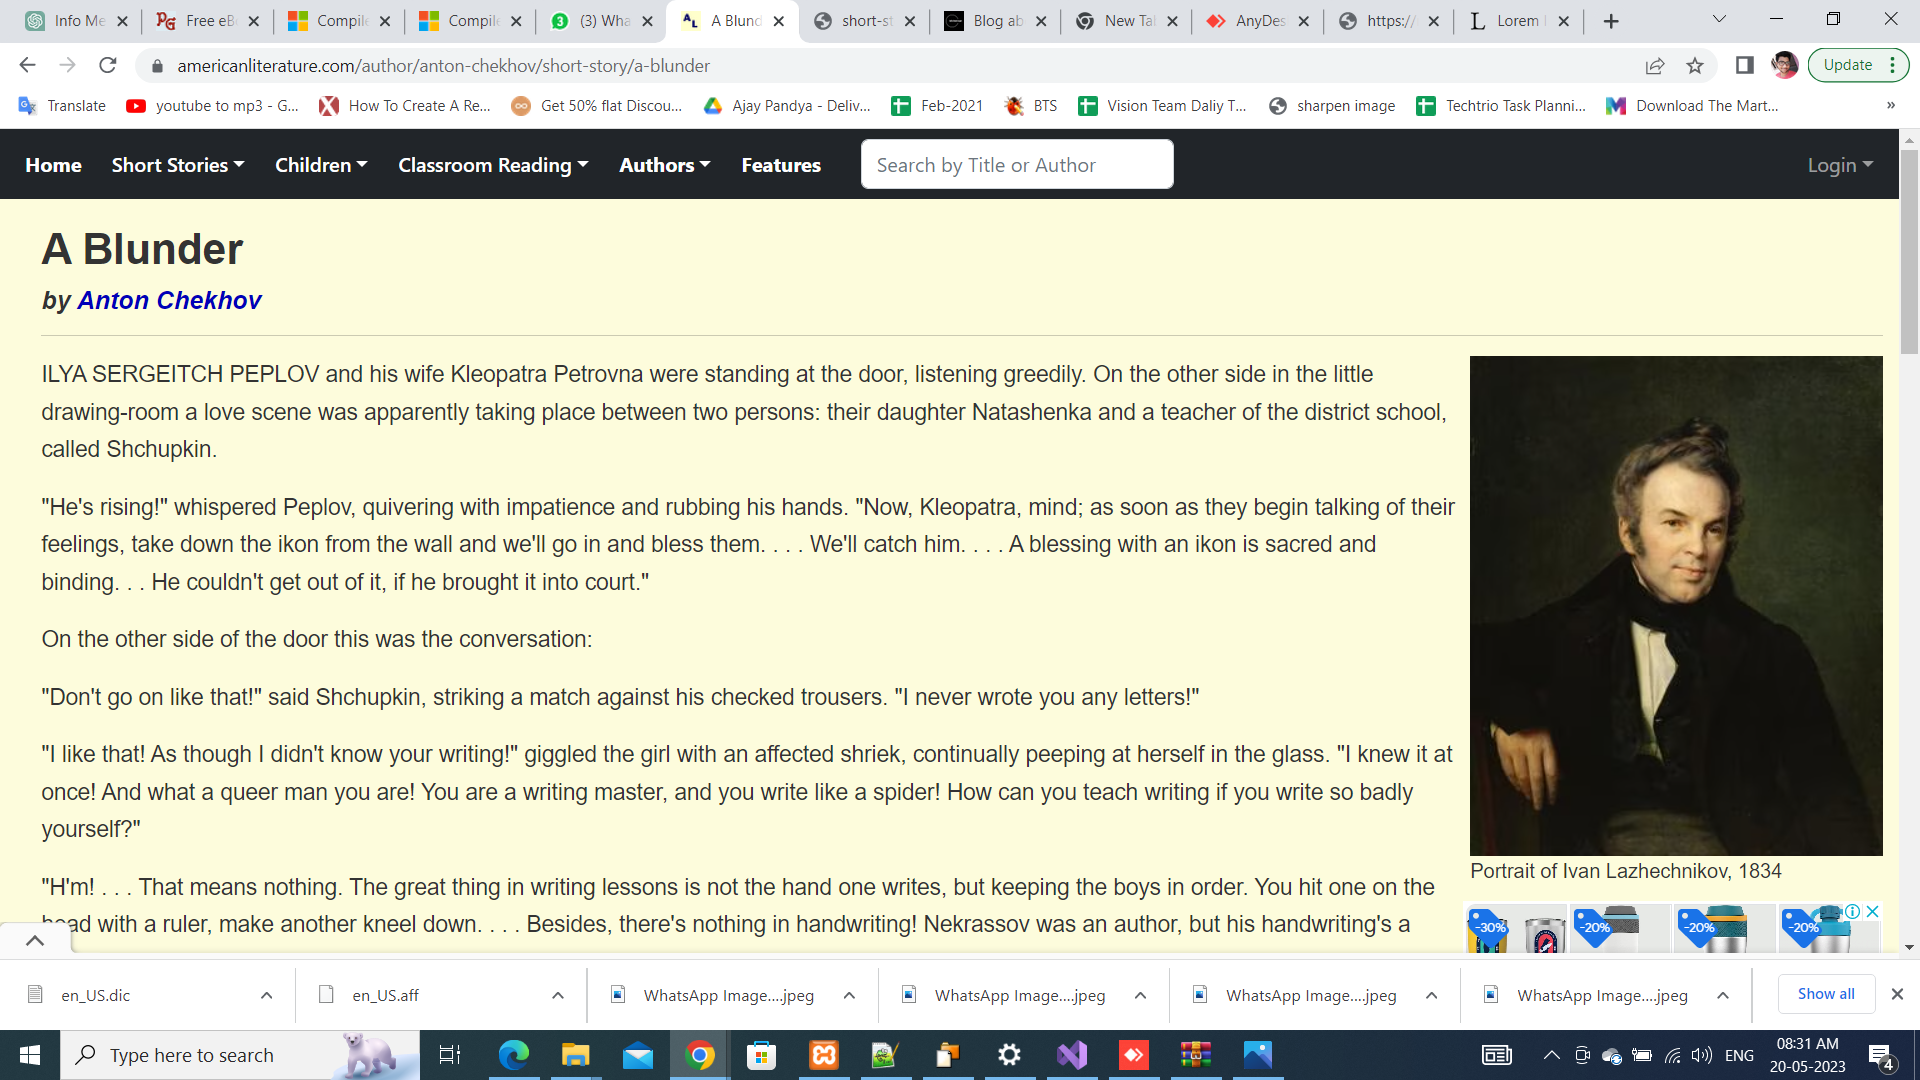 Info Me
Free eB
Compile
Compile
(3) Wha
A Blund
short-st
Blog ab
New Tab
AnyDes
https://
Lorem
americanliterature.com/author/anton-chekhov/short-story/a-blunder
Update
Translate
youtube to mp3 - G...
How To Create A Re...
Get 50% flat Discou...
Ajay Pandya - Deliv...
Feb-2021
BTS
Vision Team Daliy T...
sharpen image
Techtrio Task Planni...
Download The Mart...
»
Home
Short Stories
Children
Classroom Reading
Authors
Features
Search by Title or Author
Login
A Blunder
by Anton Chekhov
ILYA SERGEITCH PEPLOV and his wife Kleopatra Petrovna were standing at the door, listening greedily. On the other side in the little
drawing-room a love scene was apparently taking place between two persons: their daughter Natashenka and a teacher of the district school,
called Shchupkin.
"He's rising!" whispered Peplov, quivering with impatience and rubbing his hands. "Now, Kleopatra, mind; as soon as they begin talking of their
feelings, take down the ikon from the wall and we'll go in and bless them. . . . We'll catch him. . . . A blessing with an ikon is sacred and
binding. . . He couldn't get out of it, if he brought it into court."
On the other side of the door this was the conversation:
"Don't go on like that!" said Shchupkin, striking a match against his checked trousers. "I never wrote you any letters!"
"I like that! As though I didn't know your writing!" giggled the girl with an affected shriek, continually peeping at herself in the glass. "I knew it at
once! And what a queer man you are! You are a writing master, and you write like a spider! How can you teach writing if you write so badly
yourself?"
"H'm! . . . That means nothing. The great thing in writing lessons is not the hand one writes, but keeping the boys in order. You hit one on the
head with a ruler, make another kneel down. . . . Besides, there's nothing in handwriting! Nekrassov was an author, but his handwriting's a
Portrait of Ivan Lazhechnikov, 1834
-30%
-20%
-20%
-20%
en_US.dic
en_US.aff
WhatsApp Image....jpeg
WhatsApp Image....jpeg
WhatsApp Image....jpeg
WhatsApp Image....jpeg
Show all
Type here to search
ENG
08:31 AM
20-05-2023
4